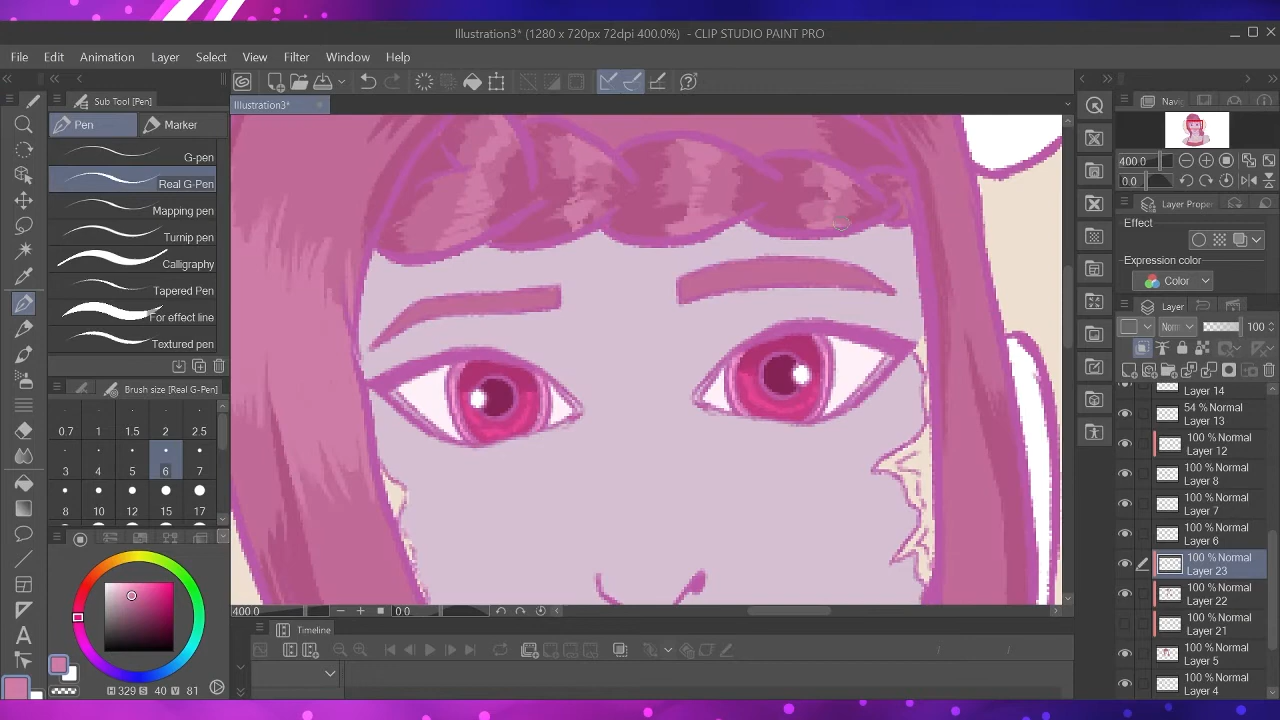 Illustration3* (1280 x 720px 72dpi 400.0%) - CLIP STUDIO PAINT PRO
File Edit Animation Layer Select View Filter Window Help
Sub Tool [Pen]
Illustration3*
Pen Marker
G-pen
Real G-Pen
Mapping pen
Turnip pen
Calligraphy
Tapered Pen
For effect line
Textured pen
Brush size [Real G-Pen]
0.7 1 1.5 2 2.5
3 4 5 6 7
8 10 12 15 17
H 329 S 40 V 81
400.0 0.0
Timeline
400.0
0.0
Layer Proper
Effect
Expression color
Color
Layer
100
Layer 14
54 % Normal
Layer 13
100 % Normal
Layer 12
100 % Normal
Layer 8
100 % Normal
Layer 7
100 % Normal
Layer 6
100 % Normal
Layer 23
100 % Normal
Layer 22
100 % Normal
Layer 21
100 % Normal
Layer 5
100 % Normal
Layer 4